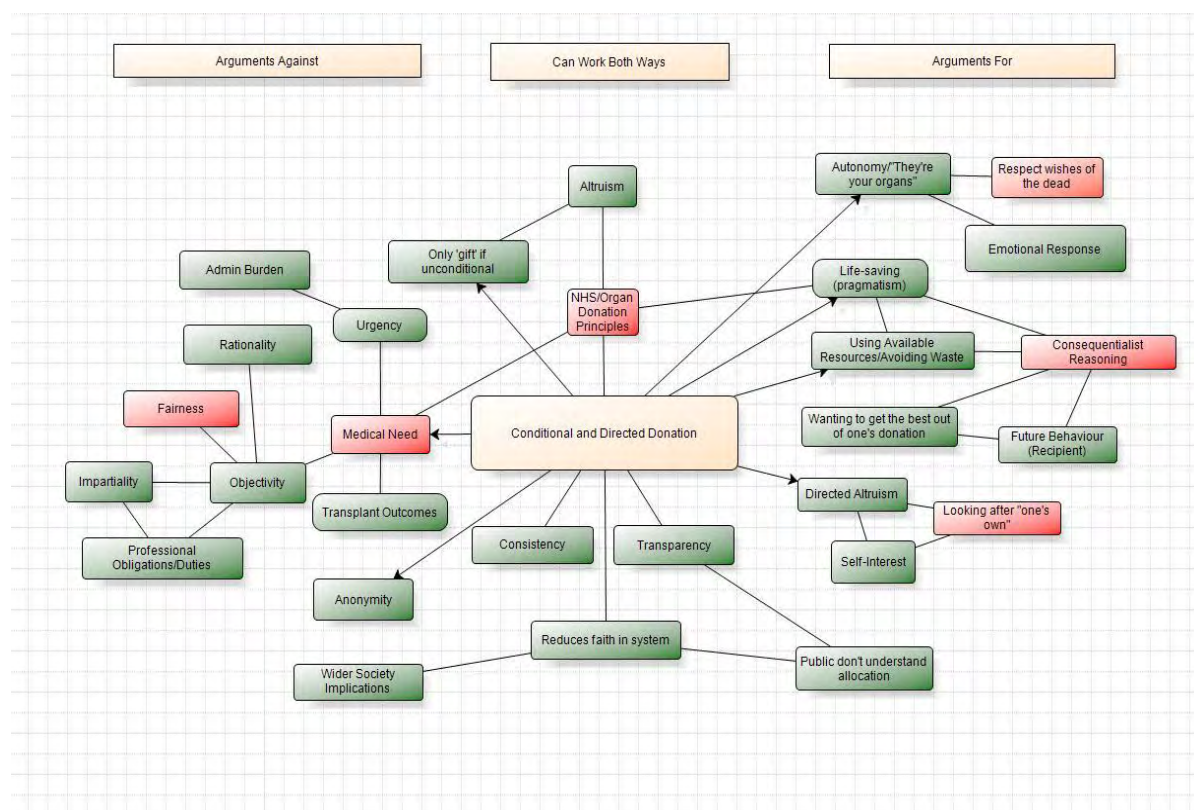 Arguments Against
Can Work Both Ways
Arguments For
Altruism
Autonomy/"They're
your organs"
Respect wishes of
the dead
Only 'gift' if
unconditional
Emotional Response
Admin Burden
Life-saving
(pragmatism)
NHS/Organ
Donation
Principles
Urgency
Rationality
Using Available
Resources/Avoiding Waste
Consequentialist
Reasoning
Fairness
Medical Need
Conditional and Directed Donation
Wanting to get the best out
of one's donation
Future Behaviour
(Recipient)
Impartiality
Objectivity
Directed Altruism
Transplant Outcomes
Looking after "one's
own"
Professional
Obligations/Duties
Consistency
Transparency
Self-Interest
Anonymity
Reduces faith in system
Wider Society
Implications
Public don't understand
allocation